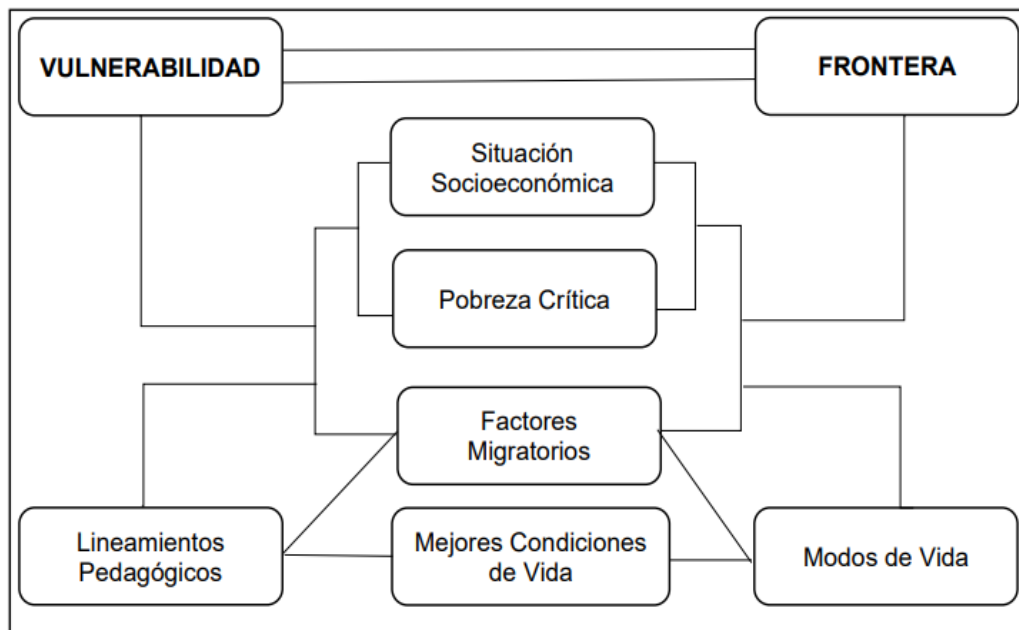 VULNERABILIDAD
FRONTERA
Situación
Socioeconómica
Pobreza Crítica
Factores
Migratorios
Lineamientos
Pedagógicos
Mejores Condiciones
de Vida
Modos de Vida